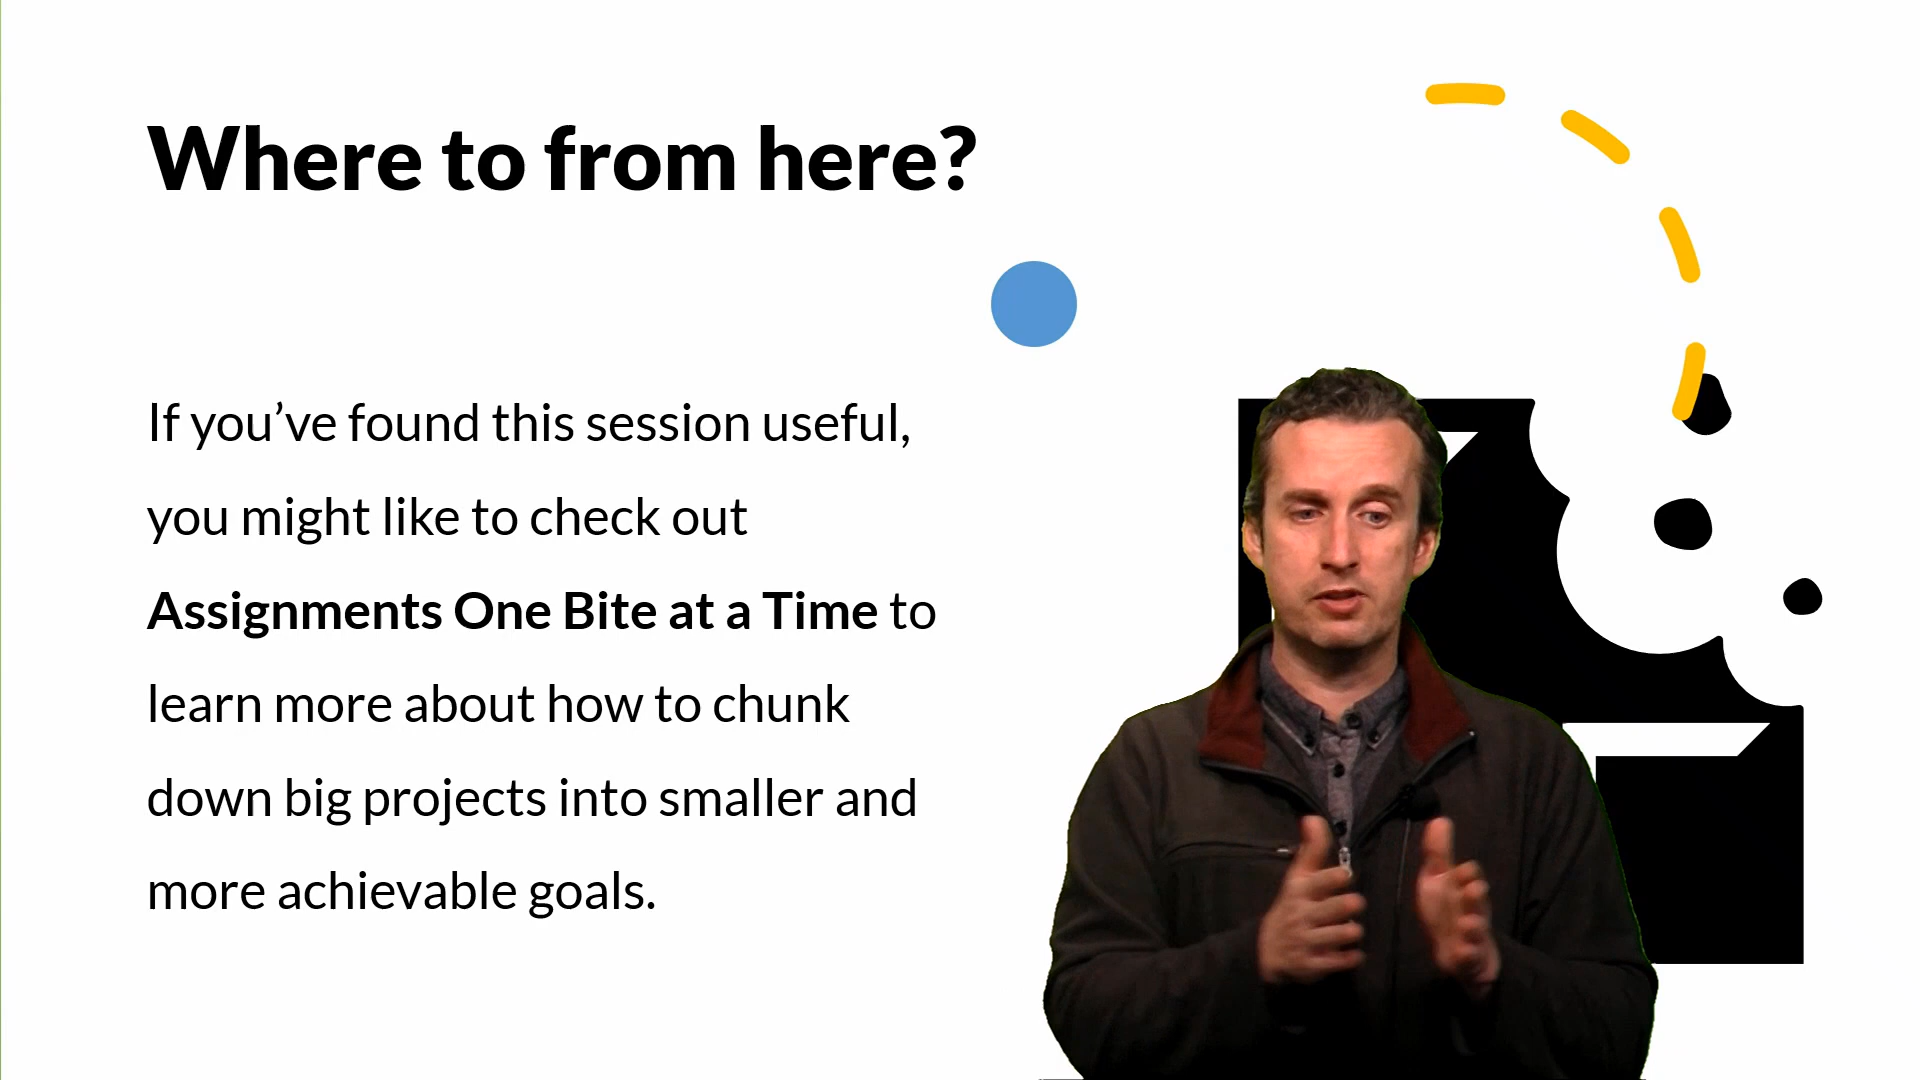 Where to from here?
If you’ve found this session useful,
you might like to check out
Assignments One Bite at a Time to
learn more about how to chunk
down big projects into smaller and
more achievable goals.